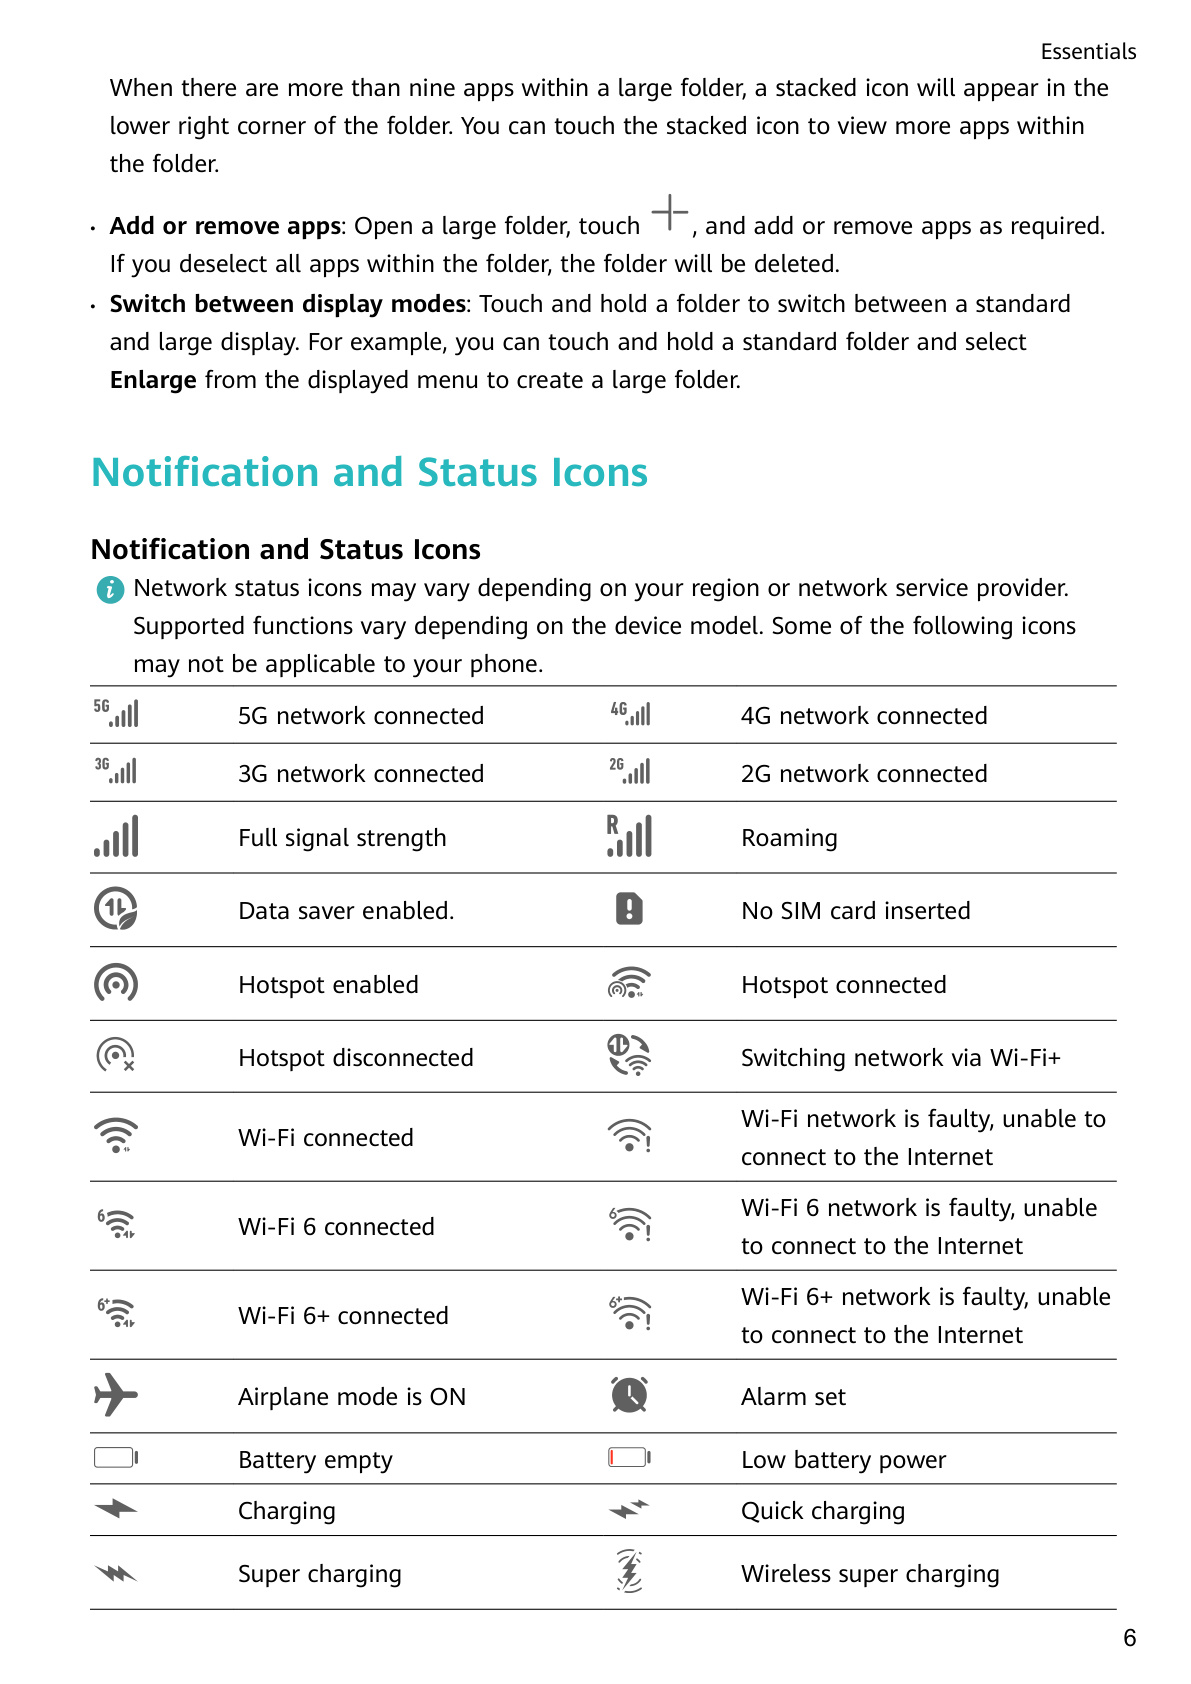 Essentials
When there are more than nine apps within a large folder, a stacked icon will appear in the
lower right corner of the folder. You can touch the stacked icon to view more apps within
the folder.
• Add or remove apps: Open a large folder, touch , and add or remove apps as required.
If you deselect all apps within the folder, the folder will be deleted.
• Switch between display modes: Touch and hold a folder to switch between a standard
and large display. For example, you can touch and hold a standard folder and select
Enlarge from the displayed menu to create a large folder.
Notification and Status Icons
Notification and Status Icons
Network status icons may vary depending on your region or network service provider.
Supported functions vary depending on the device model. Some of the following icons
may not be applicable to your phone.
5G 5G network connected 4G 4G network connected
3G 3G network connected 2G 2G network connected
Full signal strength R Roaming
Data saver enabled. No SIM card inserted
Hotspot enabled Hotspot connected
Hotspot disconnected Switching network via Wi-Fi+
Wi-Fi connected Wi-Fi network is faulty, unable to
connect to the Internet
6 Wi-Fi 6 connected 6 Wi-Fi 6 network is faulty, unable
to connect to the Internet
6+ Wi-Fi 6+ connected 6+ Wi-Fi 6+ network is faulty, unable
to connect to the Internet
Airplane mode is ON Alarm set
Battery empty Low battery power
Charging Quick charging
Super charging Wireless super charging
6